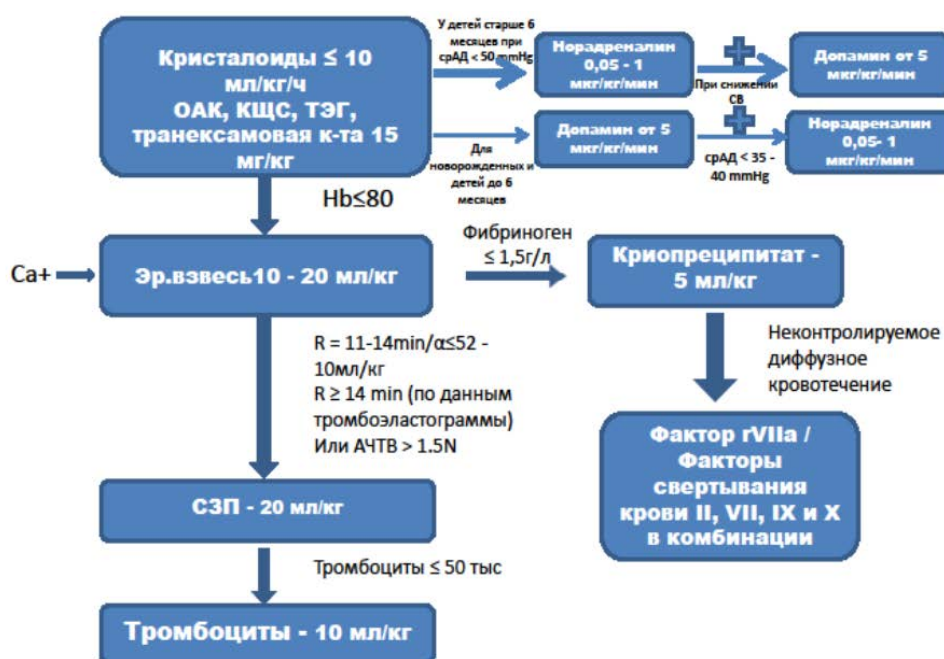 Кристалоиды ≤ 10
мл/кг/ч
ОАК, КЩС, ТЭГ,
транексамовая к-та 15
мг/кг
У детей старше 6
месяцев при
срАД < 50 mmHg
Норадреналин
0,05 - 1
мкг/кг/мин
При снижении
СВ
Допамин от 5
мкг/кг/мин
Для
новорожденных и
детей до 6
месяцев
Допамин от 5
мкг/кг/мин
срАД < 35 -
40 mmHg
Норадреналин
0,05- 1
мкг/кг/мин
Hb≤80
Ca+
Эр.взвесь10 - 20 мл/кг
Фибриноген
≤ 1,5г/л
Криопреципитат -
5 мл/кг
Неконтролируемое
диффузное
кровотечение
Фактор rVIIa /
Факторы
свертывания
крови II, VII, IX и X
в комбинации
R = 11-14min/α≤52 -
10мл/кг
R ≥ 14 min (по данным
тромбоэластограммы)
Или АЧТВ > 1.5N
СЗП - 20 мл/кг
Тромбоциты ≤ 50 тыс
Тромбоциты - 10 мл/кг